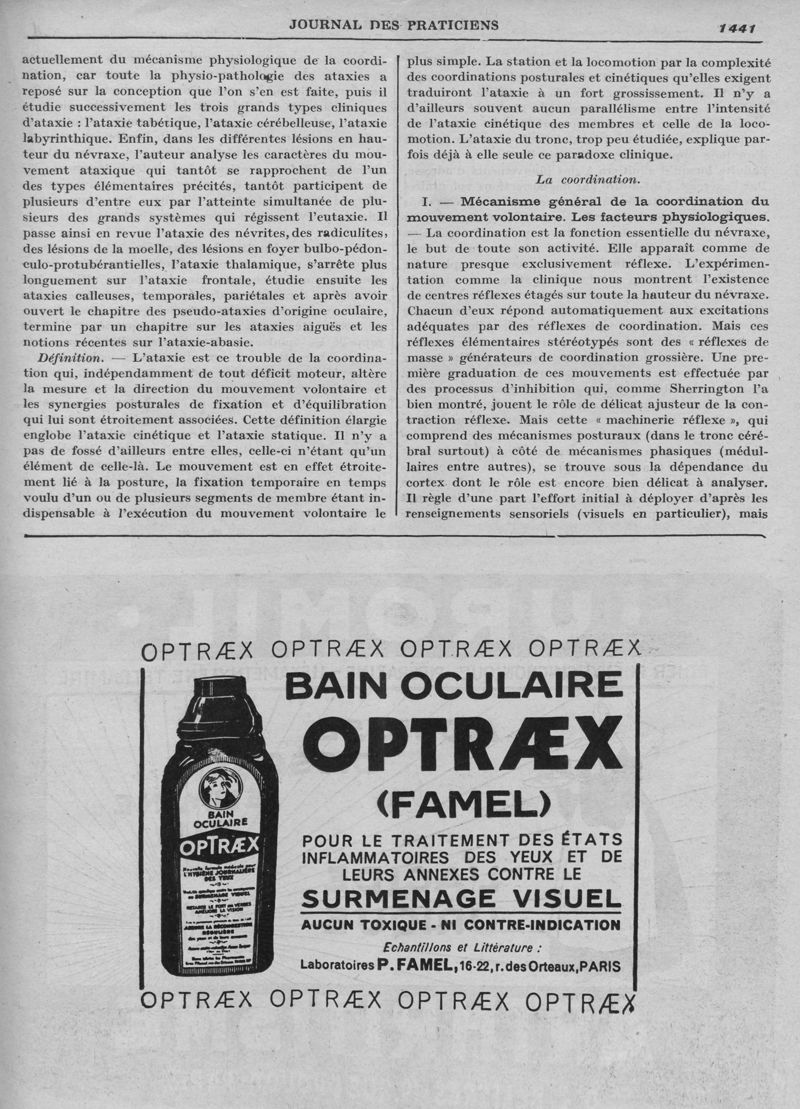 JOURNAL DES PRATICIENS
1441
actuellement du mécanisme physiologique de la coordi-
nation, car toute la physio-pathologie des ataxies a
reposé sur la conception que l'on s'en est faite, puis il
étudie successivement les trois grands types cliniques
d'ataxie : l'ataxie tabétique, l'ataxie cérébelleuse, l'ataxie
labyrinthique. Enfin, dans les différentes lésions en hau-
teur du névraxe, l'auteur analyse les caractères du mou-
vement ataxique qui tantôt se rapprochent de l'un
des types élémentaires précités, tantôt participent de
plusieurs d'entre eux par l'atteinte simultanée de plu-
sieurs des grands systèmes qui régissent l'eutaxie. Il
passe ainsi en revue l'ataxie des névrites, des radiculites,
des lésions de la moelle, des lésions en foyer bulbo-pédon-
culo-protubérantielles, l'ataxie thalamique, s'arrête plus
longuement sur l'ataxie frontale, étudie ensuite les
ataxies calleuses, temporales, pariétales et après avoir
ouvert le chapitre des pseudo-ataxies d'origine oculaire,
termine par un chapitre sur les ataxies aiguës et les
notions récentes sur l'ataxie-abasie.
Définition. — L'ataxie est ce trouble de la coordina-
tion qui, indépendamment de tout déficit moteur, altère
la mesure et la direction du mouvement volontaire et
les synergies posturales de fixation et d'équilibration
qui lui sont étroitement associées. Cette définition élargie
englobe l'ataxie cinétique et l'ataxie statique. Il n'y a
pas de fossé d'ailleurs entre elles, celle-ci n'étant qu'un
élément de celle-là. Le mouvement est en effet étroite-
ment lié à la posture, la fixation temporaire en temps
voulu d'un ou de plusieurs segments de membre étant in-
dispensable à l'exécution du mouvement volontaire le
plus simple. La station et la locomotion par la complexité
des coordinations posturales et cinétiques qu'elles exigent
traduiront l'ataxie à un fort grossissement. Il n'y a
d'ailleurs souvent aucun parallélisme entre l'intensité
de l'ataxie cinétique des membres et celle de la loco-
motion. L'ataxie du tronc, trop peu étudiée, explique par-
fois déjà à elle seule ce paradoxe clinique.
La coordination.
I. — Mécanisme général de la coordination du
mouvement volontaire. Les facteurs physiologiques.
— La coordination est la fonction essentielle du névraxe,
le but de toute son activité. Elle apparaît comme de
nature presque exclusivement réflexe. L'expérimen-
tation comme la clinique nous montrent l'existence
de centres réflexes étagés sur toute la hauteur du névraxe.
Chacun d'eux répond automatiquement aux excitations
adéquates par des réflexes de coordination. Mais ces
réflexes élémentaires stéréotypés sont des « réflexes de
masse » générateurs de coordination grossière. Une pre-
mière graduation de ces mouvements est effectuée par
des processus d'inhibition qui, comme Sherrington l'a
bien montré, jouent le rôle de délicat ajusteur de la con-
traction réflexe. Mais cette « machinerie réflexe », qui
comprend des mécanismes posturaux (dans le tronc céré-
bral surtout) à côté de mécanismes phasiques (médul-
laires entre autres), se trouve sous la dépendance du
cortex dont le rôle est encore bien délicat à analyser.
Il règle d'une part l'effort initial à déployer d'après les
renseignements sensoriels (visuels en particulier), mais
OPTRÆX OPTRÆX OPTRÆX OPTRÆX
BAIN OCULAIRE
OPTRÆX
(FAMEL)
POUR LE TRAITEMENT DES ÉTATS
INFLAMMATOIRES DES YEUX ET DE
LEURS ANNEXES CONTRE LE
SURMENAGE VISUEL
AUCUN TOXIQUE - NI CONTRE-INDICATION
Echantillons et Littérature :
Laboratoires P. FAMEL, 16-22, r. des Orteaux, PARIS
BAIN
OCULAIRE
OPTRÆX
L'HYGIÈNE JOURNALIÈRE
DES YEUX
SURMENAGE VISUEL
AMÉLIORE LA VISION
RÉGULIÈRE
OPTRÆX OPTRÆX OPTRÆX OPTRÆX